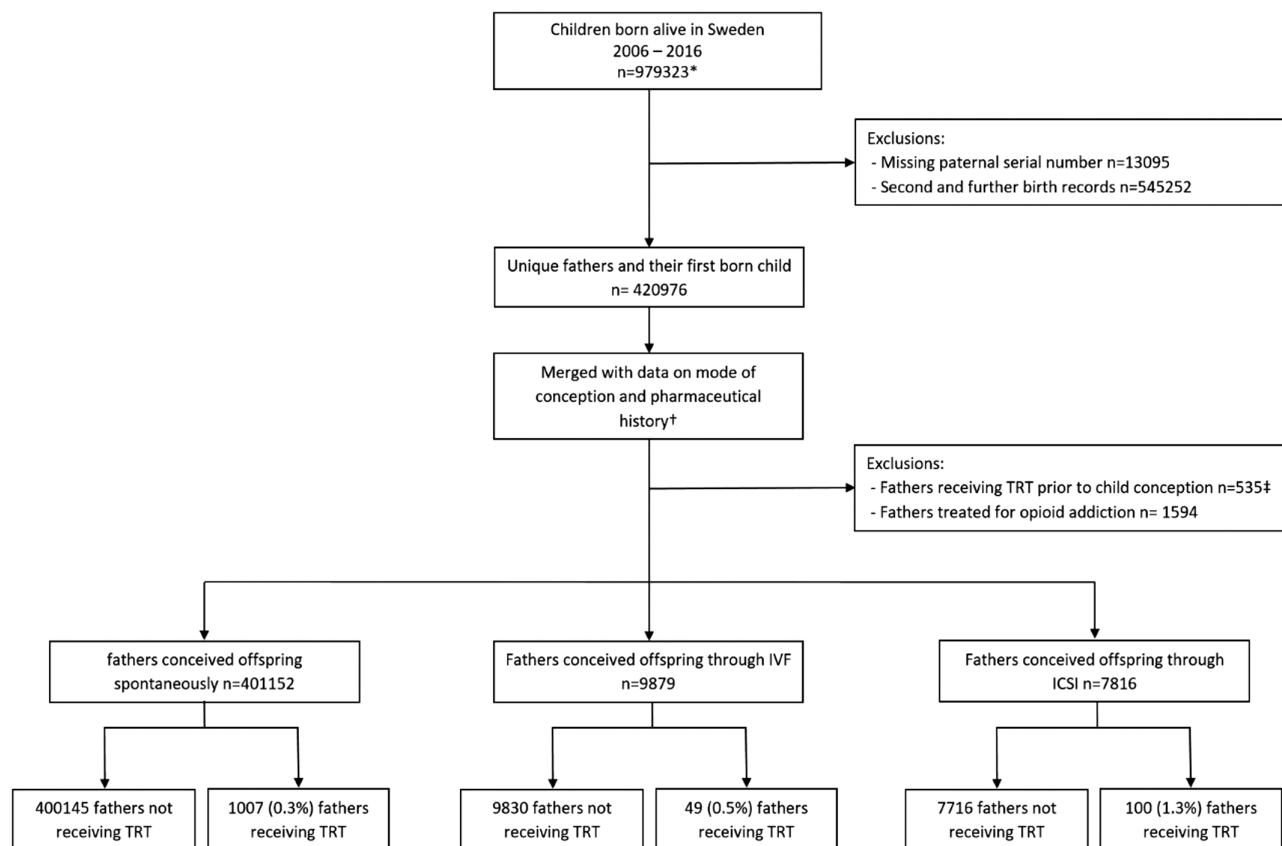 Children born alive in Sweden
2006 – 2016
n=979323*
Exclusions:
- Missing paternal serial number n=13095
- Second and further birth records n=545252
Unique fathers and their first born child
n= 420976
Merged with data on mode of
conception and pharmaceutical
history†
Exclusions:
- Fathers receiving TRT prior to child conception n=535‡
- Fathers treated for opioid addiction n= 1594
fathers conceived offspring
spontaneously n=401152
Fathers conceived offspring through IVF
n=9879
Fathers conceived offspring through
ICSI n=7816
400145 fathers not
receiving TRT
1007 (0.3%) fathers
receiving TRT
9830 fathers not
receiving TRT
49 (0.5%) fathers
receiving TRT
7716 fathers not
receiving TRT
100 (1.3%) fathers
receiving TRT